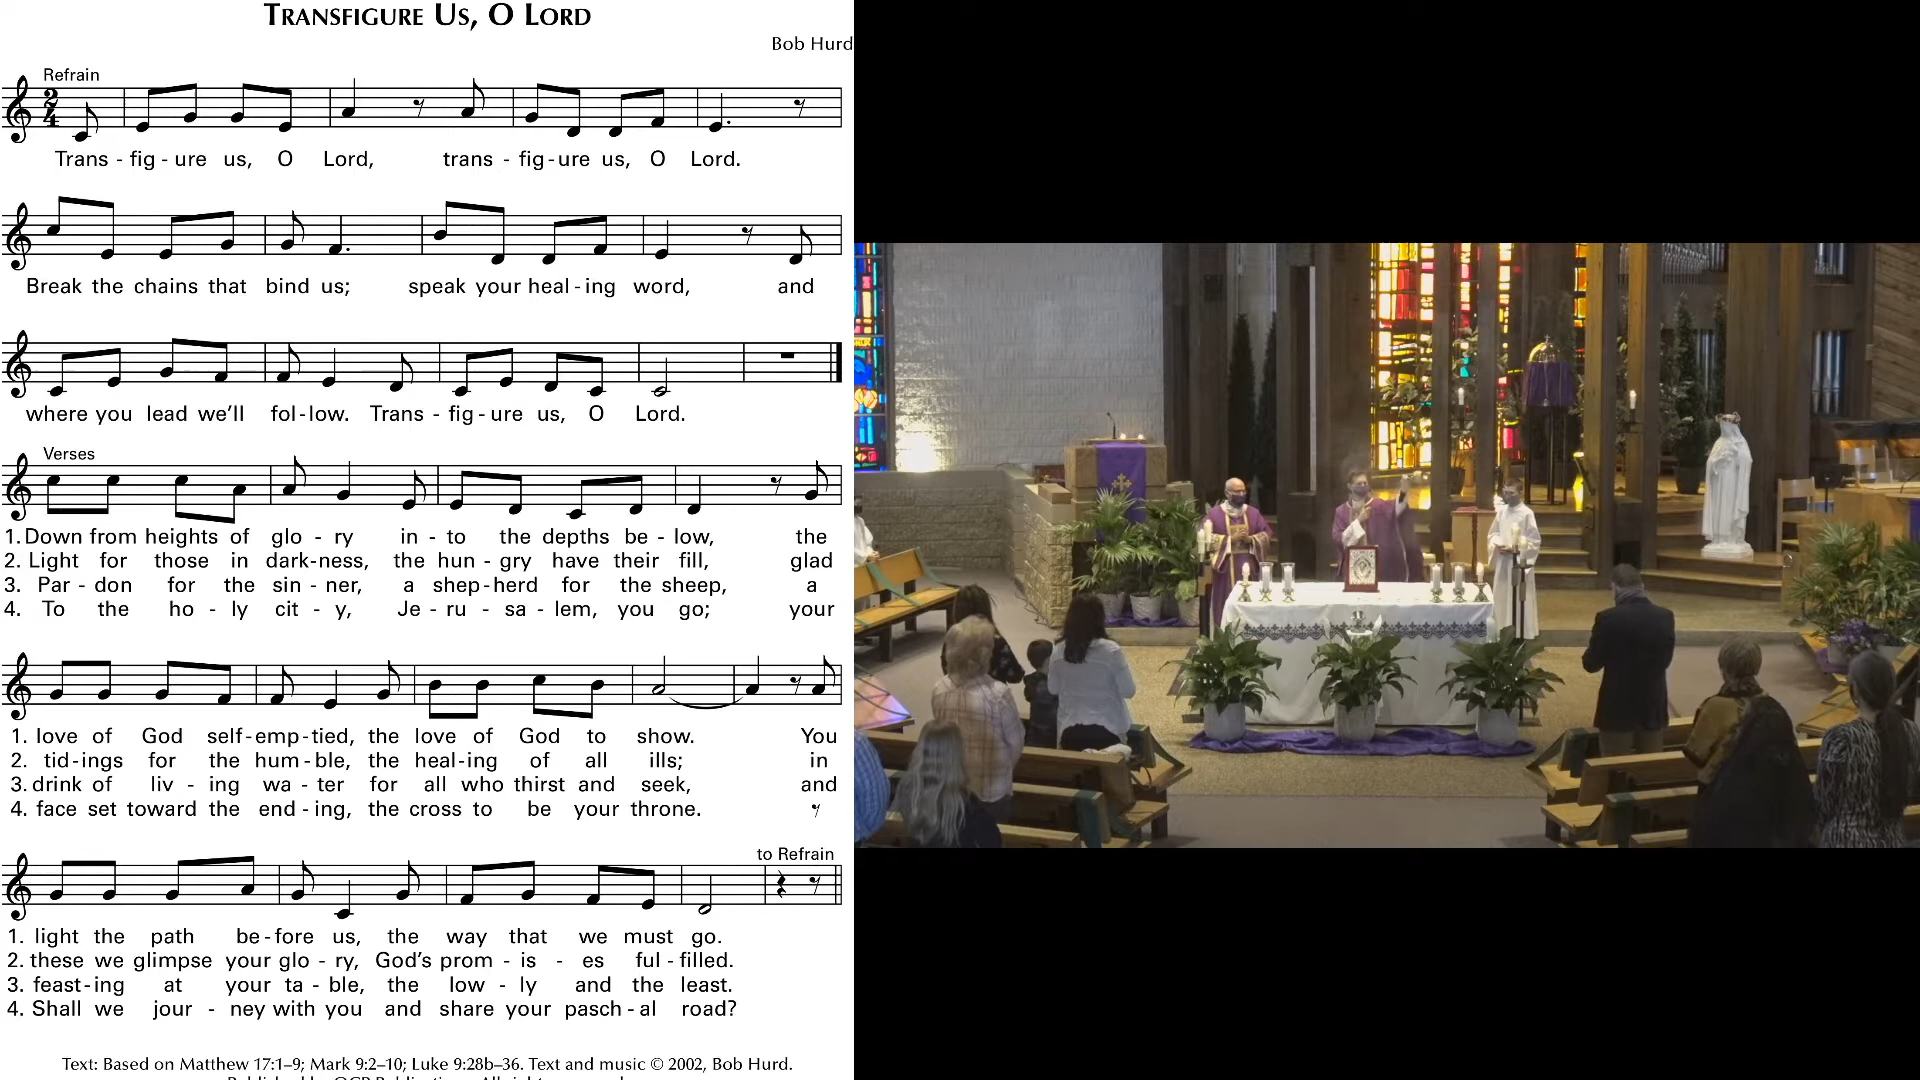 TRANSFIGURE US, O LORD
Bob Hurd
Refrain
Trans - fig - ure us, O Lord, trans - fig - ure us, O Lord.
Break the chains that bind us; speak your heal - ing word, and
where you lead we'll fol - low. Trans - fig - ure us, O Lord.
Verses
1. Down from heights of glo - ry in - to the depths be - low, the
2. Light for those in dark - ness, the hun - gry have their fill, glad
3. Par - don for the sin - ner, a shep - herd for the sheep, a
4. To the ho - ly cit - y, Je - ru - sa - lem, you go; your
1. love of God self - emp - tied, the love of God to show. You
2. tid - ings for the hum - ble, the heal - ing of all ills; in
3. drink of liv - ing wa - ter for all who thirst and seek, and
4. face set toward the end - ing, the cross to be your throne.
to Refrain
1. light the path be - fore us, the way that we must go.
2. these we glimpse your glo - ry, God's prom - is - es ful - filled.
3. feast - ing at your ta - ble, the low - ly and the least.
4. Shall we jour - ney with you and share your pasch - al road?
Text: Based on Matthew 17:1–9; Mark 9:2–10; Luke 9:28b–36. Text and music © 2002, Bob Hurd.